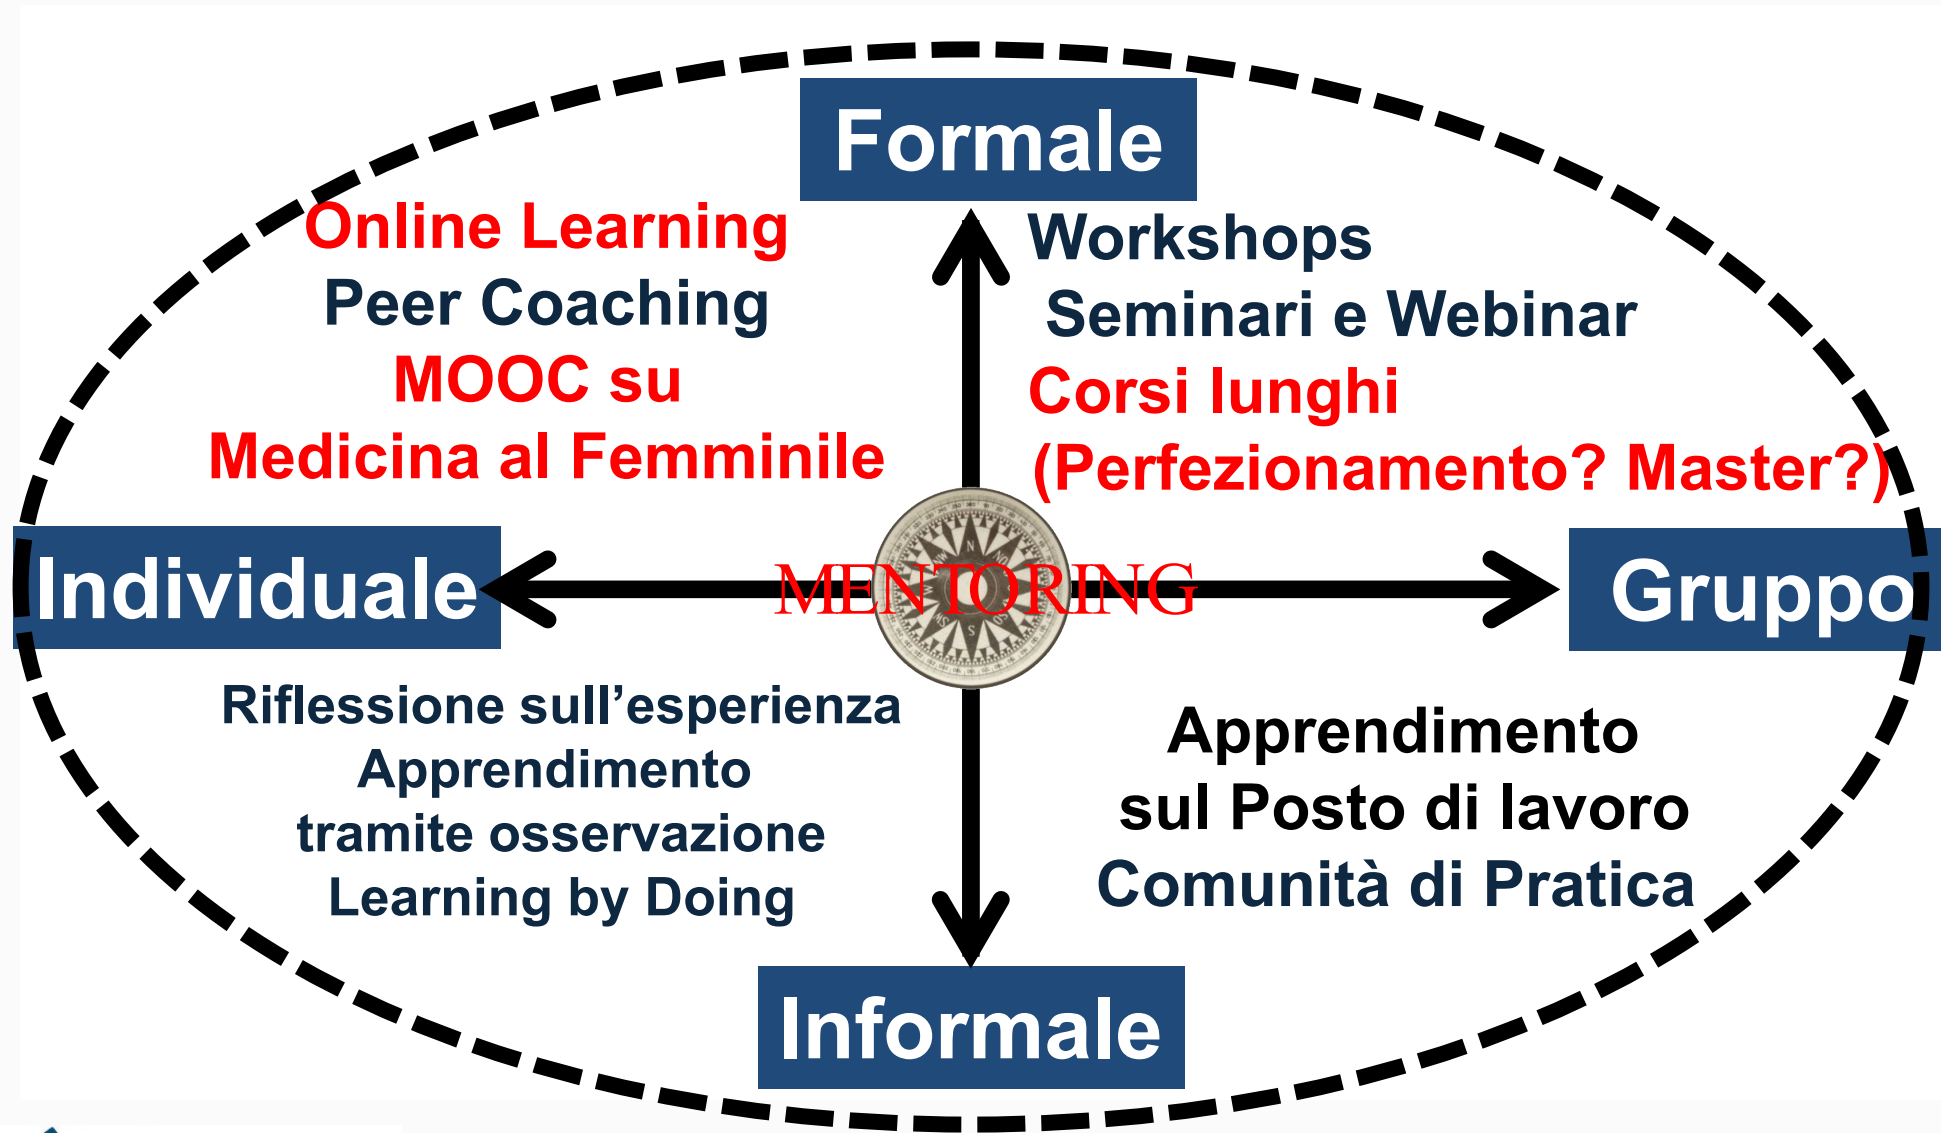 Formale
Online Learning
Peer Coaching
MOOC su
Medicina al Femminile
Workshops
Seminari e Webinar
Corsi lunghi
(Perfezionamento? Master?)
Individuale
MENTORING
Gruppo
Riflessione sull’esperienza
Apprendimento
tramite osservazione
Learning by Doing
Apprendimento
sul Posto di lavoro
Comunità di Pratica
Informale